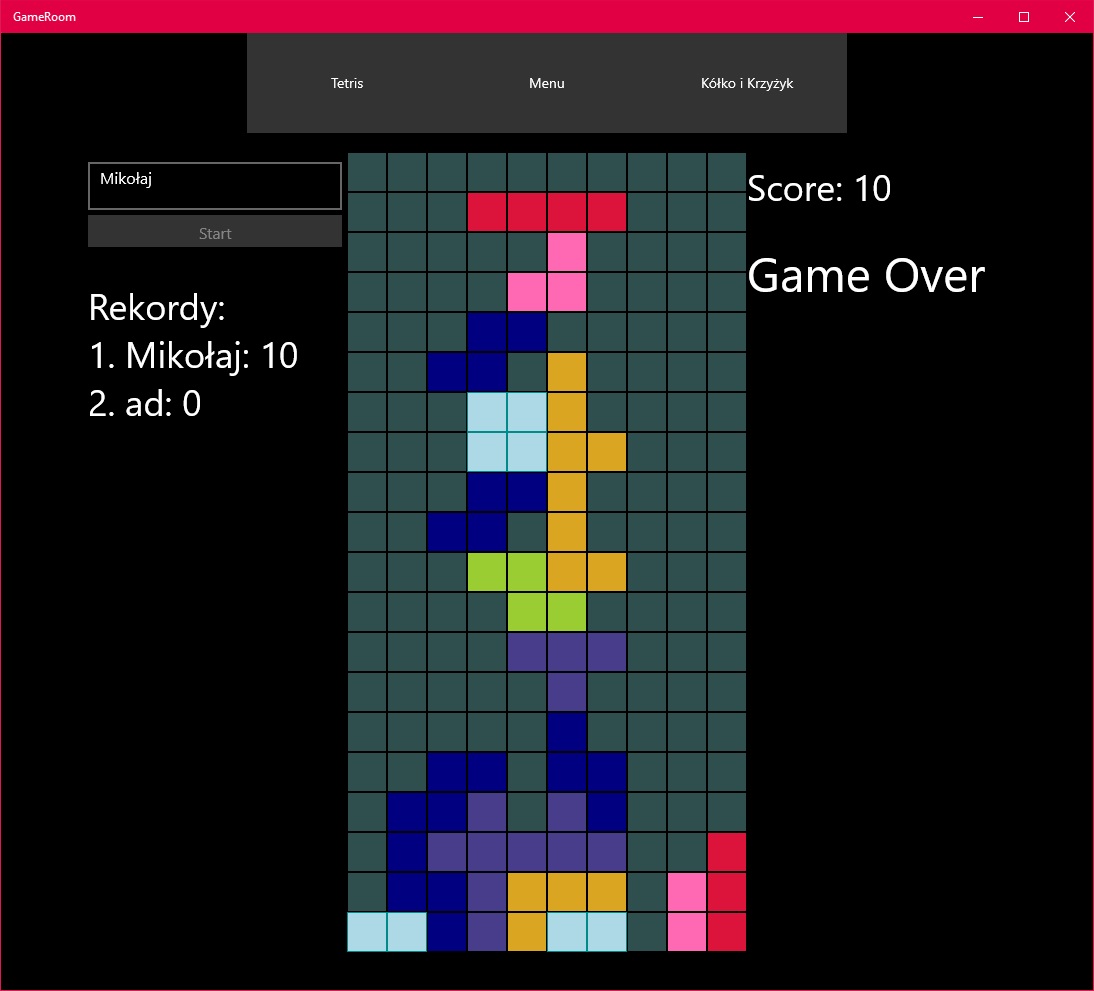 GameRoom
Tetris Menu Kółko i Krzyżyk
Mikołaj
Start
Rekordy:
1. Mikołaj: 10
2. ad: 0
Score: 10
Game Over